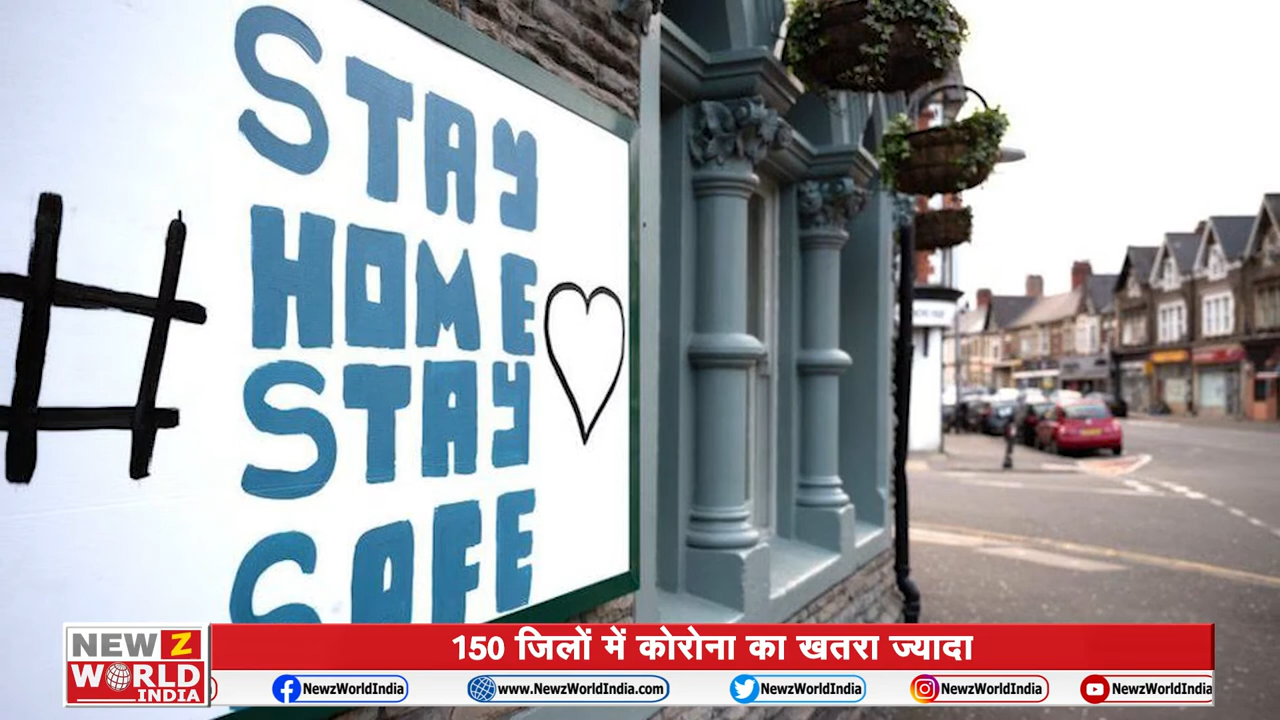 STAY
HOME
STAY
SAFE
#
150 जिलों में कोरोना का खतरा ज्यादा
NEWZ
WORLD
INDIA
NewzWorldIndia
www.NewzWorldIndia.com
NewzWorldIndia
NewzWorldIndia
NewzWorldIndia